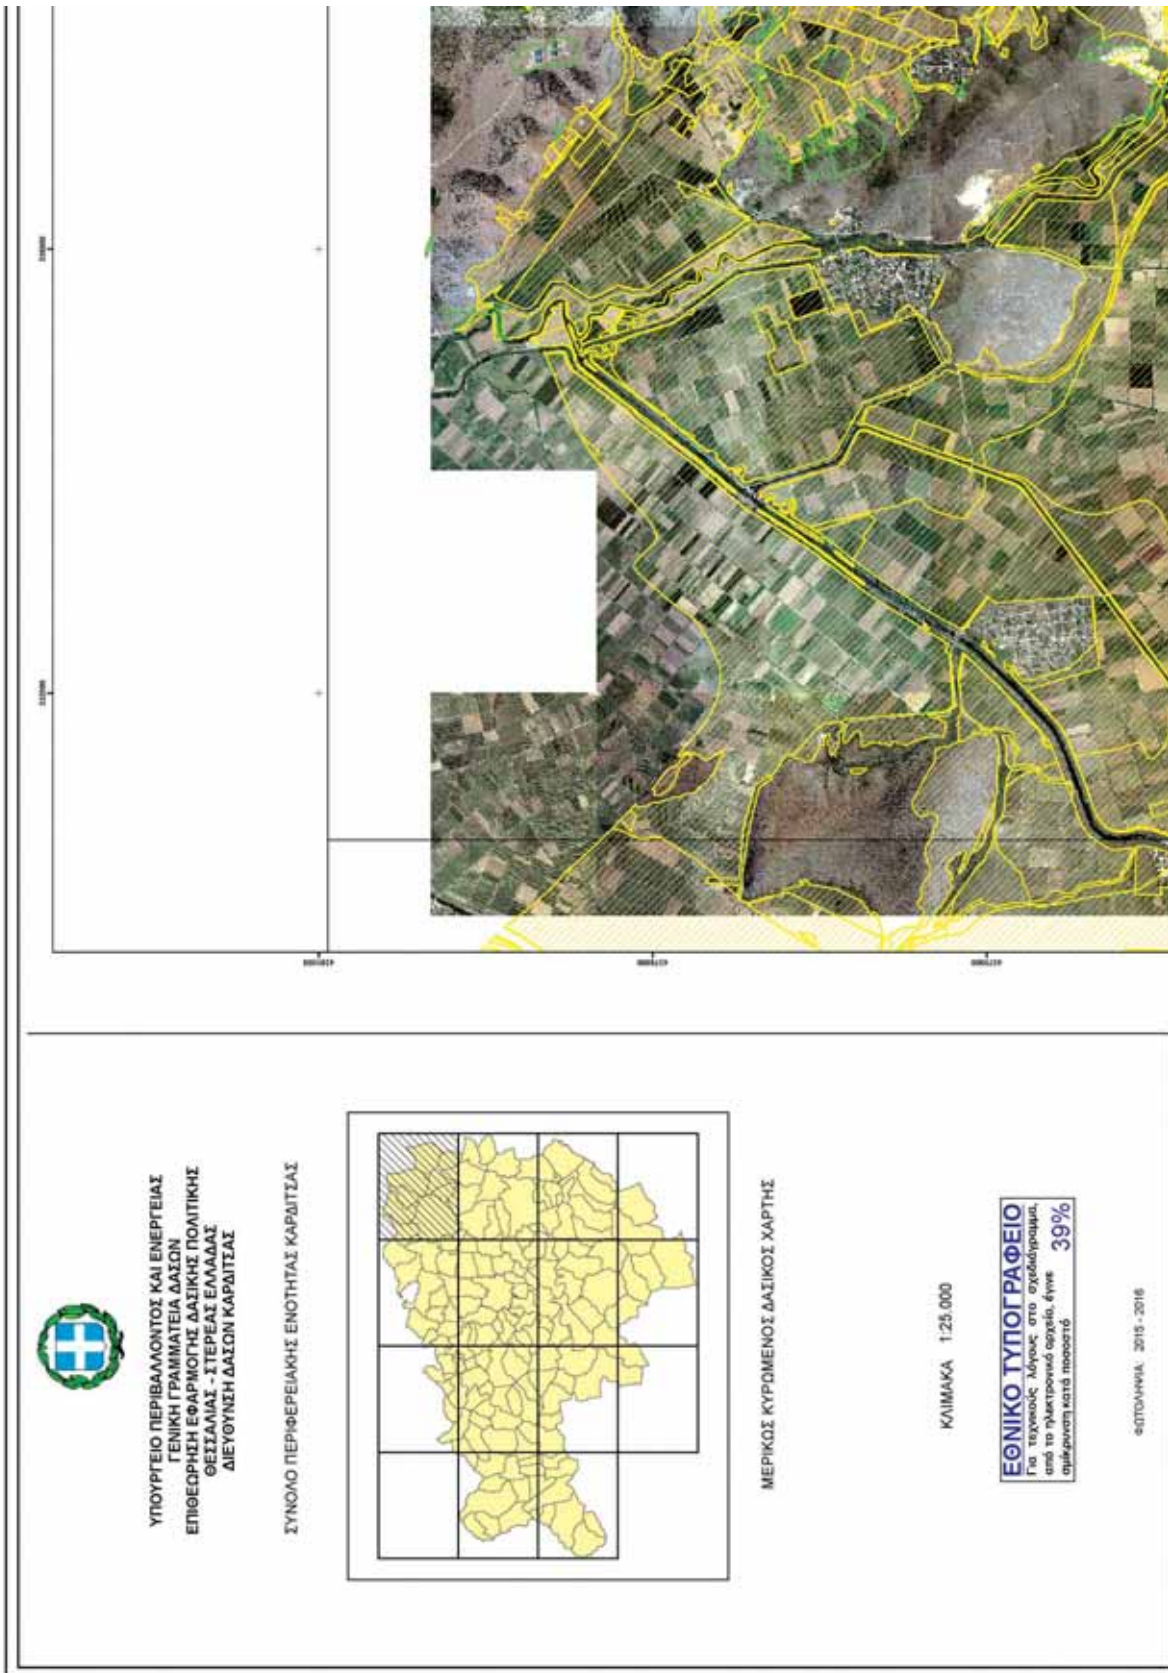 ΥΠΟΥΡΓΕΙΟ ΠΕΡΙΒΑΛΛΟΝΤΟΣ ΚΑΙ ΕΝΕΡΓΕΙΑΣ
ΓΕΝΙΚΗ ΓΡΑΜΜΑΤΕΙΑ ΔΑΣΩΝ
ΕΠΙΘΕΩΡΗΣΗ ΕΦΑΡΜΟΓΗΣ ΔΑΣΙΚΗΣ ΠΟΛΙΤΙΚΗΣ
ΘΕΣΣΑΛΙΑΣ - ΣΤΕΡΕΑΣ ΕΛΛΑΔΑΣ
ΔΙΕΥΘΥΝΣΗ ΔΑΣΩΝ ΚΑΡΔΙΤΣΑΣ
ΣΥΝΟΛΟ ΠΕΡΙΦΕΡΕΙΑΚΗΣ ΕΝΟΤΗΤΑΣ ΚΑΡΔΙΤΣΑΣ
ΜΕΡΙΚΩΣ ΚΥΡΩΜΕΝΟΣ ΔΑΣΙΚΟΣ ΧΑΡΤΗΣ
ΚΛΙΜΑΚΑ 1:25.000
ΕΘΝΙΚΟ ΤΥΠΟΓΡΑΦΕΙΟ
Για τεχνικούς λόγους στο σχεδιάγραμμα,
από το ηλεκτρονικό αρχείο, έγινε
σμίκρυνση κατά ποσοστό 39%
ΦΩΤΟΛΗΨΙΑ: 2015 - 2016